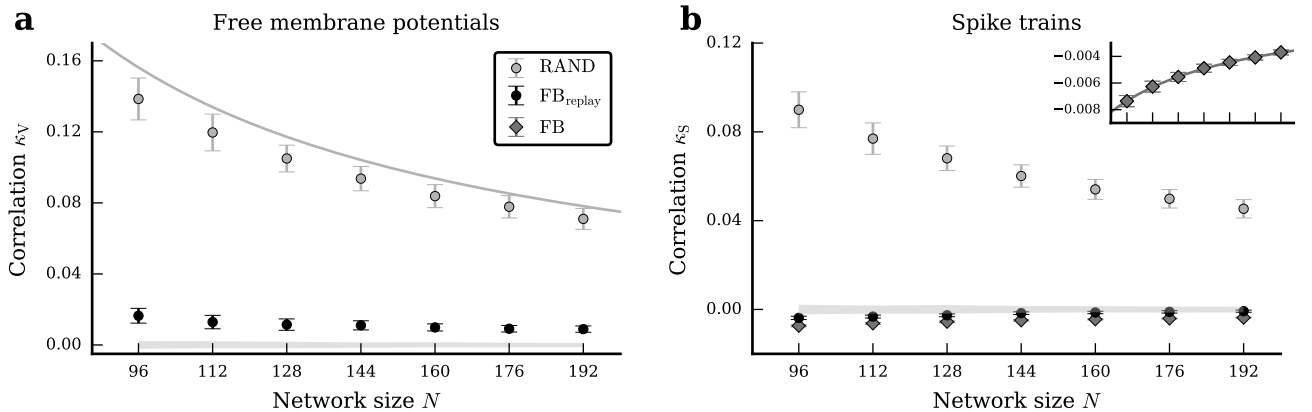 a
Free membrane potentials
Correlation κV
0.16
0.12
0.08
0.04
0.00
RAND
FBreplay
FB
96 112 128 144 160 176 192
Network size N
b
Spike trains
Correlation κS
0.12
0.08
0.04
0.00
−0.004
−0.006
−0.008
96 112 128 144 160 176 192
Network size N